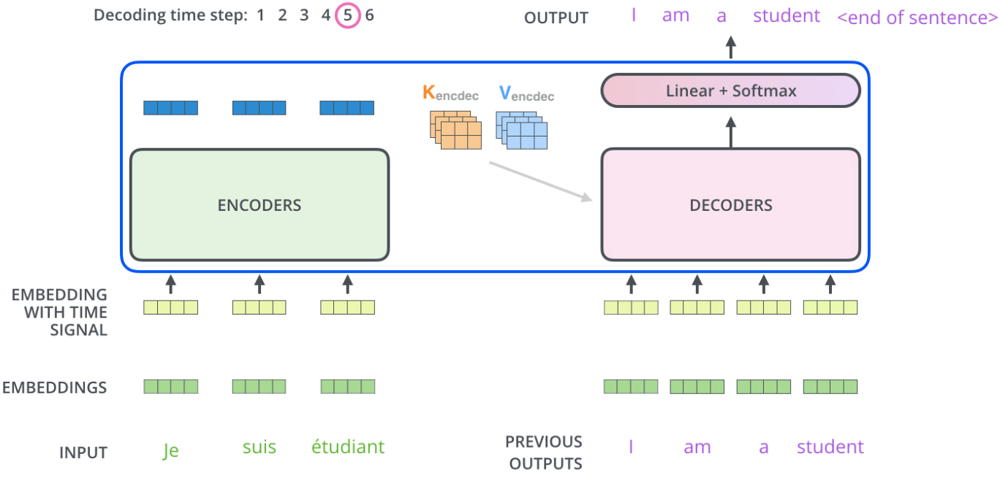 Decoding time step: 1 2 3 4 5 6
OUTPUT I am a student <end of sentence>
Kencdec Vencdec
Linear + Softmax
ENCODERS
DECODERS
EMBEDDING
WITH TIME
SIGNAL
EMBEDDINGS
INPUT Je suis étudiant
PREVIOUS
OUTPUTS
I am a student